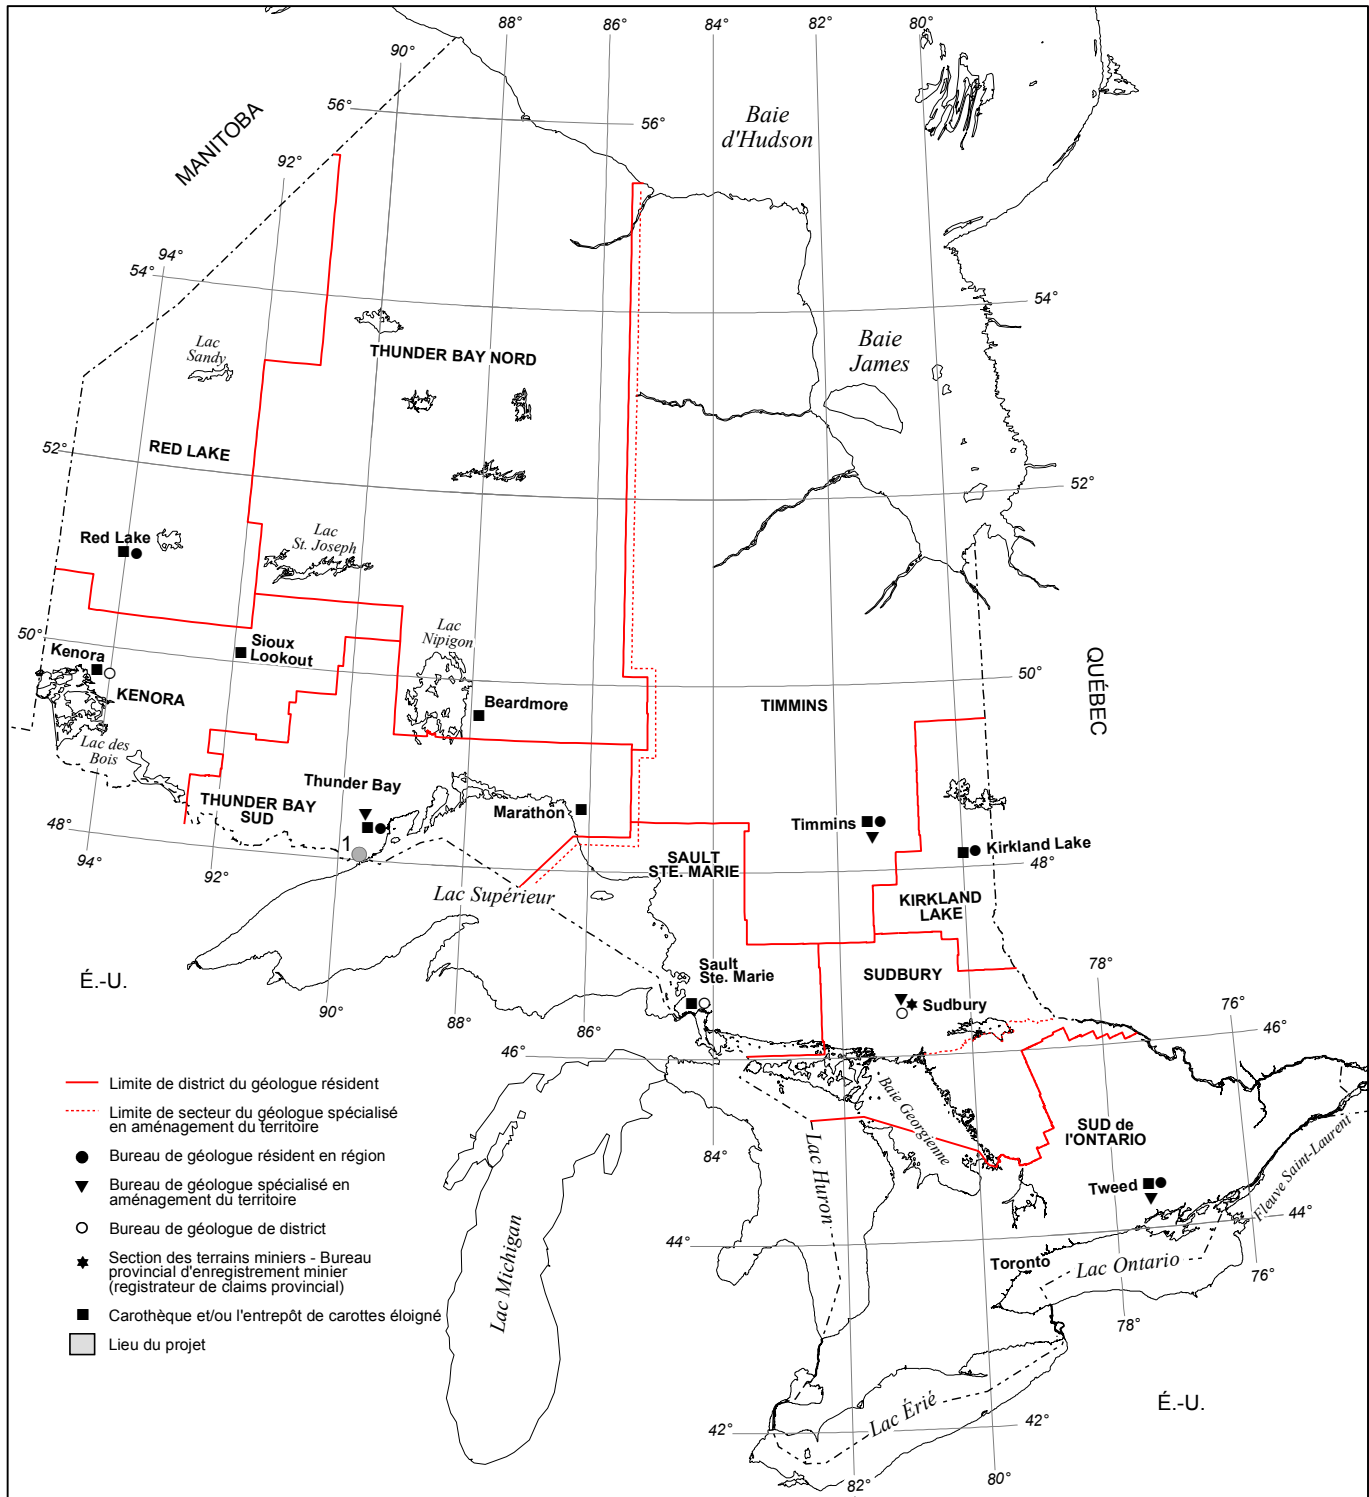 88°
86°
84°
82°
80°
90°
56°
56°
Baie
d'Hudson
MANITOBA
92°
94°
54°
54°
Lac
Sandy
THUNDER BAY NORD
Baie
James
52°
RED LAKE
52°
Red Lake
Lac
St. Joseph
50°
Kenora
Sioux
Lookout
Lac
Nipigon
50°
QUÉBEC
KENORA
Beardmore
TIMMINS
Lac des
Bois
Thunder Bay
THUNDER BAY
SUD
Marathon
Timmins
Kirkland Lake
48°
48°
1
94°
92°
SAULT
STE. MARIE
Lac Supérieur
KIRKLAND
LAKE
É.-U.
Sault
Ste. Marie
SUDBURY
Sudbury
78°
76°
90°
88°
86°
46°
46°
Limite de district du géologue résident
Limite de secteur du géologue spécialisé
en aménagement du territoire
Bureau de géologue résident en région
Bureau de géologue spécialisé en
aménagement du territoire
Bureau de géologue de district
Section des terrains miniers - Bureau
provincial d'enregistrement minier
(registrateur de claims provincial)
Carothèque et/ou l'entrepôt de carottes éloigné
Lieu du projet
Baie Georgienne
84°
Lac Huron
SUD de
l'ONTARIO
Tweed
Fleuve Saint-Laurent
44°
44°
Toronto
Lac Ontario
76°
78°
Lac Michigan
Lac Érié
É.-U.
42°
42°
82°
80°